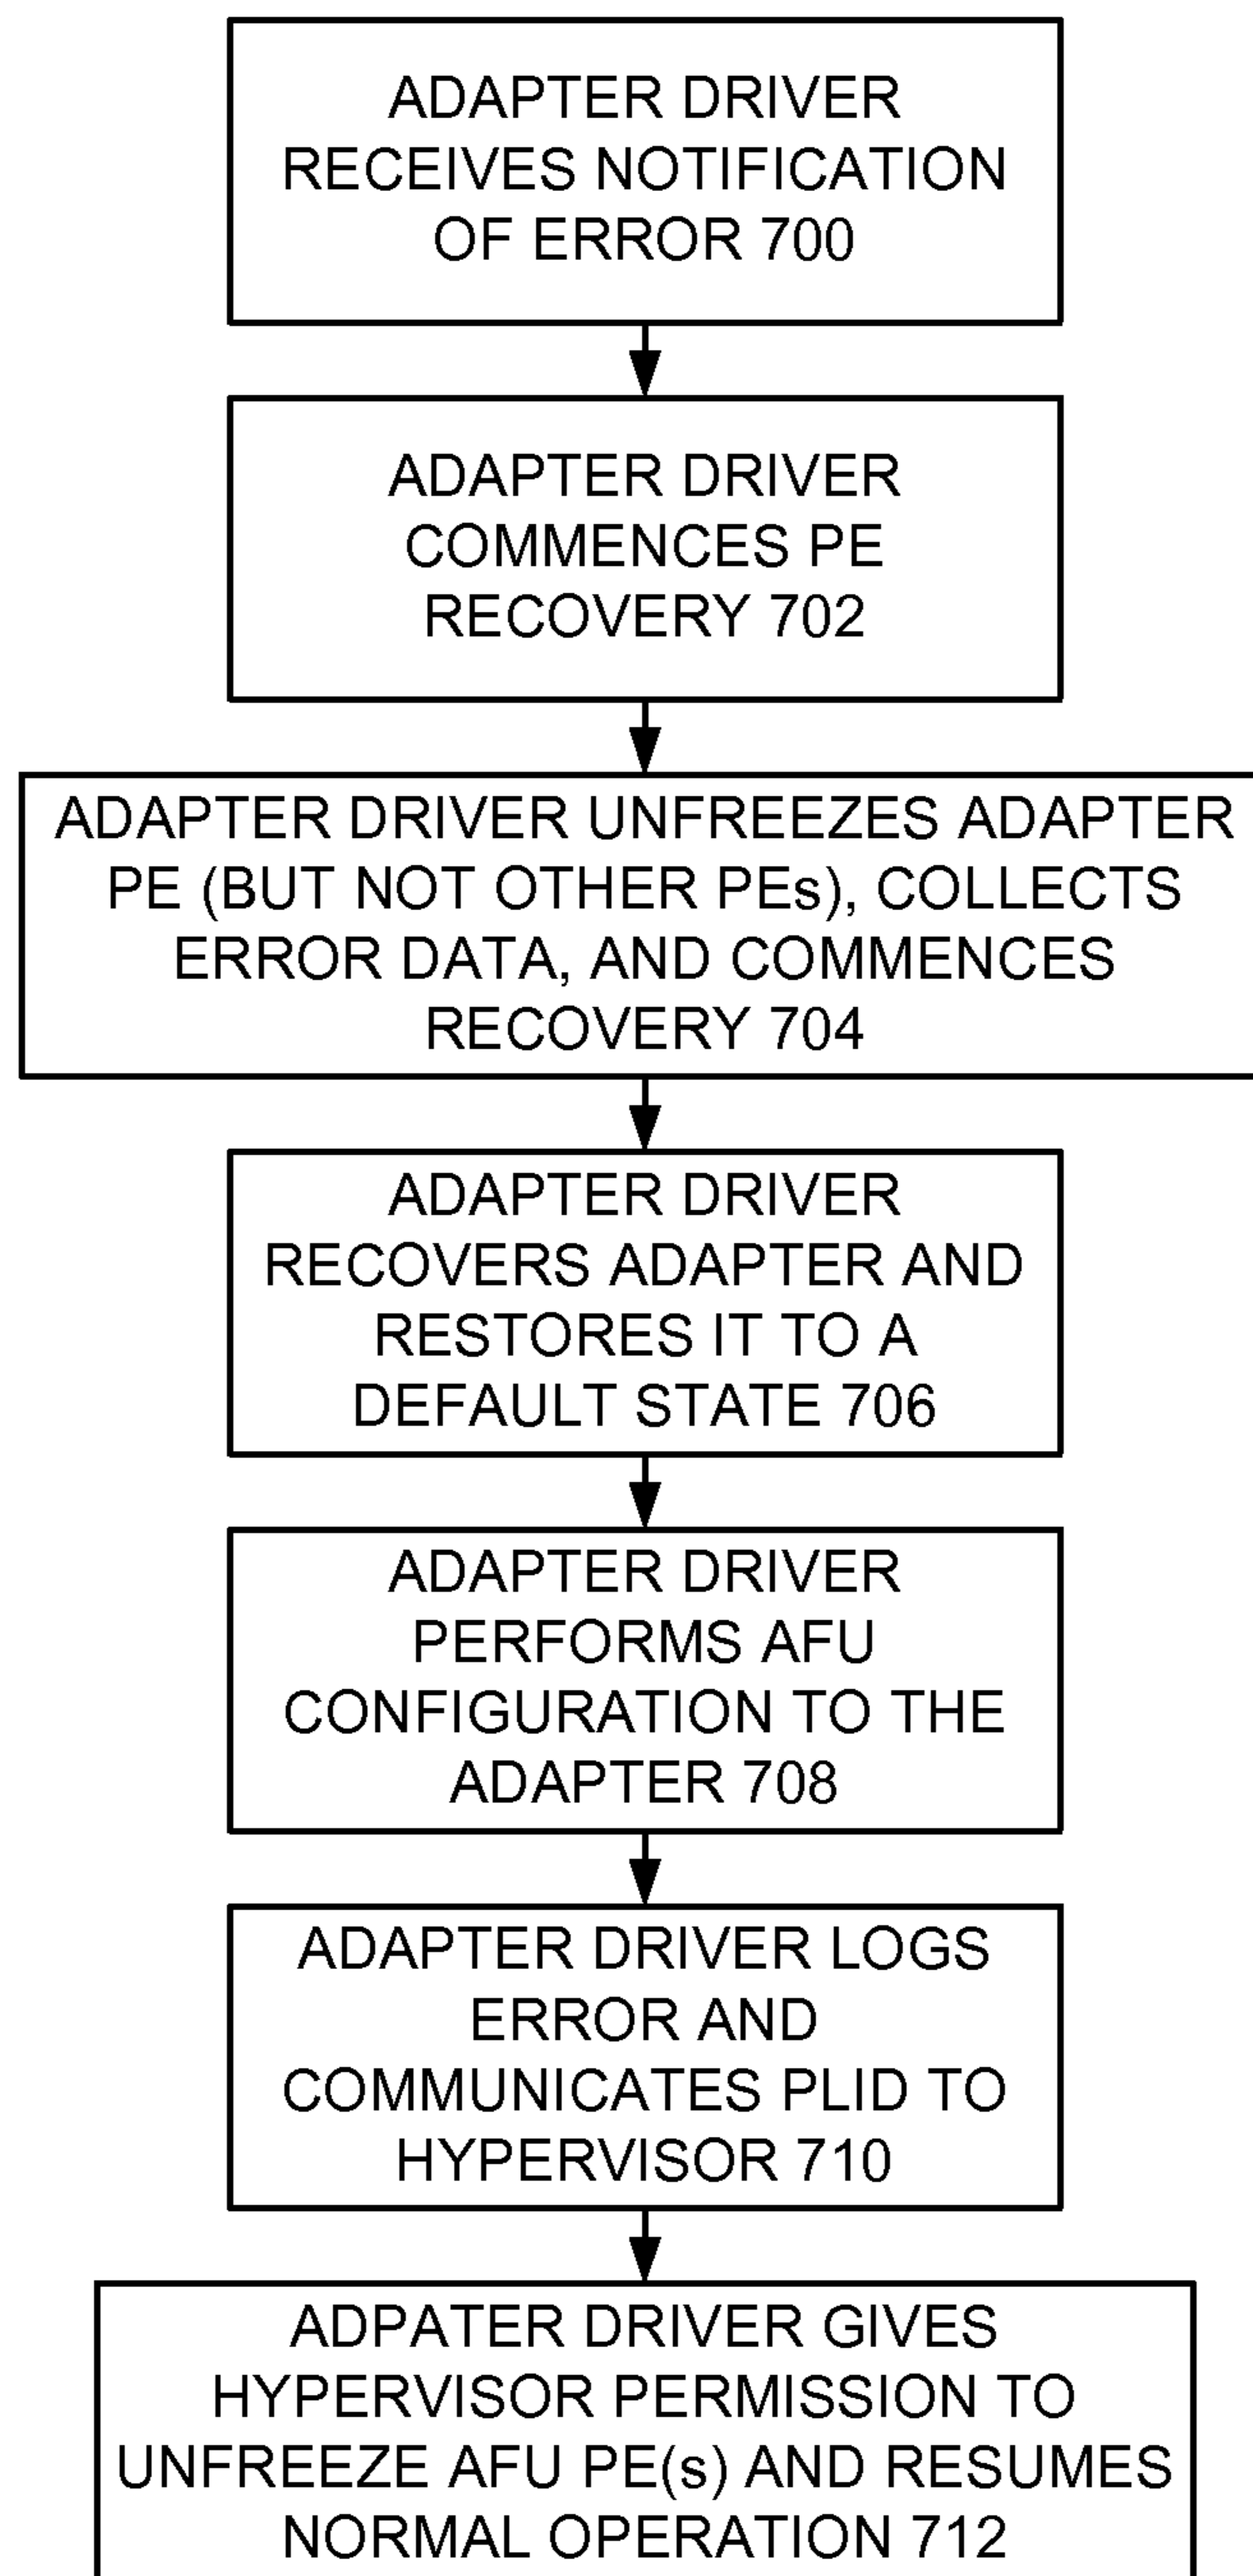 ADAPTER DRIVER
RECEIVES NOTIFICATION
OF ERROR 700
ADAPTER DRIVER
COMMENCES PE
RECOVERY 702
ADAPTER DRIVER UNFREEZES ADAPTER
PE (BUT NOT OTHER PEs), COLLECTS
ERROR DATA, AND COMMENCES
RECOVERY 704
ADAPTER DRIVER
RECOVERS ADAPTER AND
RESTORES IT TO A
DEFAULT STATE 706
ADAPTER DRIVER
PERFORMS AFU
CONFIGURATION TO THE
ADAPTER 708
ADAPTER DRIVER LOGS
ERROR AND
COMMUNICATES PLID TO
HYPERVISOR 710
ADPATER DRIVER GIVES
HYPERVISOR PERMISSION TO
UNFREEZE AFU PE(s) AND RESUMES
NORMAL OPERATION 712